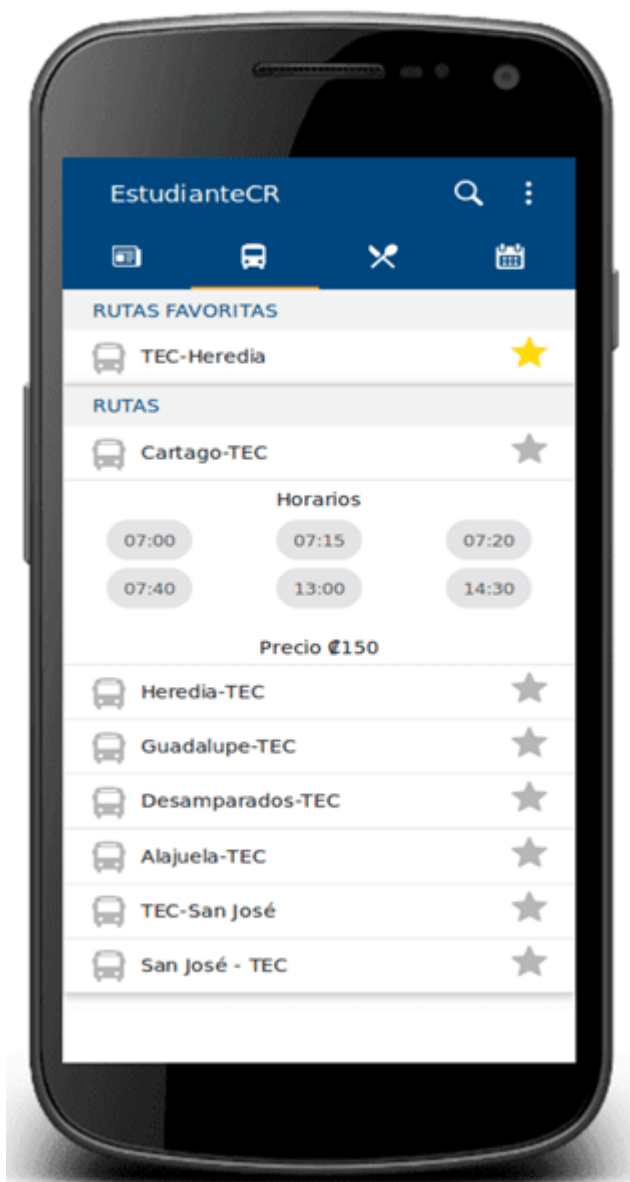 EstudianteCR
RUTAS FAVORITAS
TEC-Heredia
RUTAS
Cartago-TEC
Horarios
07:00 07:15 07:20
07:40 13:00 14:30
Precio ₡150
Heredia-TEC
Guadalupe-TEC
Desamparados-TEC
Alajuela-TEC
TEC-San José
San José - TEC